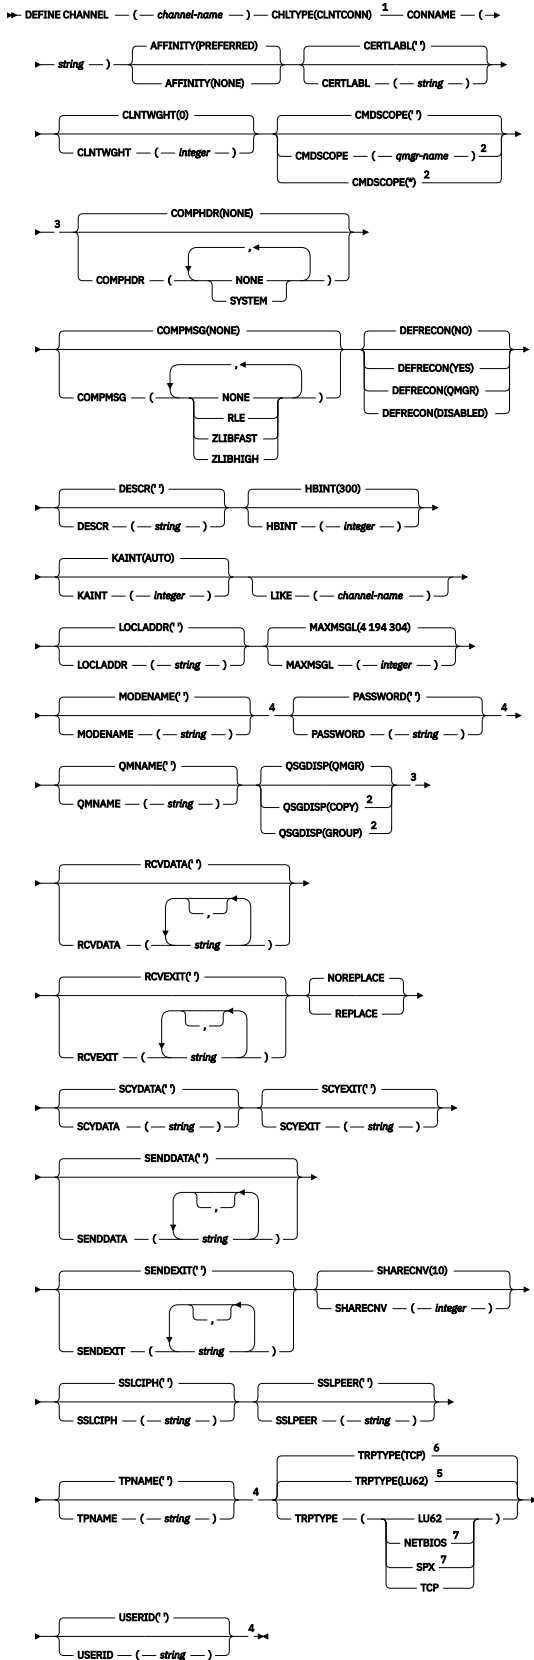 DEFINE CHANNEL ( channel-name ) CHLTYPE(CLNTCONN) 1 CONNAME (
string ) AFFINITY(PREFERRED) AFFINITY(NONE) CERTLABL(' ') CERTLABL ( string )
CLNTWGHT(0) CLNTWGHT ( integer ) CMDSCOPE(' ') CMDSCOPE ( qmgr-name ) 2 CMDSCOPE(*) 2
3 COMPHDR(NONE) COMPHDR ( , NONE SYSTEM )
COMPMSG(NONE) COMPMSG ( , NONE RLE ZLIBFAST ZLIBHIGH ) DEFRECON(NO) DEFRECON(YES) DEFRECON(QMGR) DEFRECON(DISABLED)
DESCR(' ') DESCR ( string ) HBINT(300) HBINT ( integer )
KAINT(AUTO) KAINT ( integer ) LIKE ( channel-name )
LOCLADDR(' ') LOCLADDR ( string ) MAXMSGL(4 194 304) MAXMSGL ( integer )
MODENAME(' ') MODENAME ( string ) 4 PASSWORD(' ') PASSWORD ( string ) 4
QMNAME(' ') QMNAME ( string ) QSGDISP(QMGR) QSGDISP(COPY) 2 QSGDISP(GROUP) 2 3
RCVDATA(' ') RCVDATA ( , string )
RCVEXIT(' ') RCVEXIT ( , string ) NOREPLACE REPLACE
SCYDATA(' ') SCYDATA ( string ) SCYEXIT(' ') SCYEXIT ( string )
SENDDATA(' ') SENDDATA ( , string )
SENDEXIT(' ') SENDEXIT ( , string ) SHARECNV(10) SHARECNV ( integer )
SSLCIPH(' ') SSLCIPH ( string ) SSLPEER(' ') SSLPEER ( string )
TPNAME(' ') TPNAME ( string ) 4 TRPTYPE(TCP) 6 TRPTYPE(LU62) 5 TRPTYPE ( LU62 NETBIOS 7 SPX 7 TCP )
USERID(' ') USERID ( string ) 4